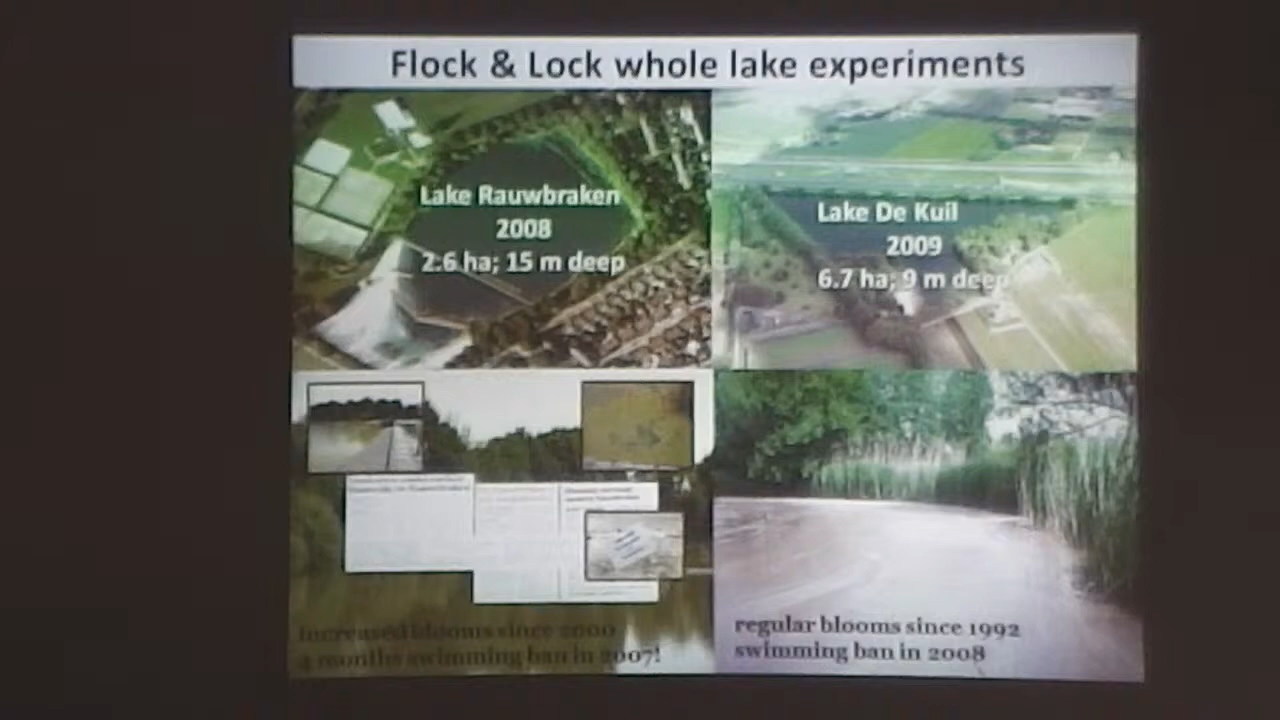 Flock & Lock whole lake experiments
Lake Rauwbraken
2008
2.6 ha; 15 m deep
Lake De Kuil
2009
6.7 ha; 9 m deep
increased blooms since 2000
4 months swimming ban in 2007!
regular blooms since 1992
swimming ban in 2008